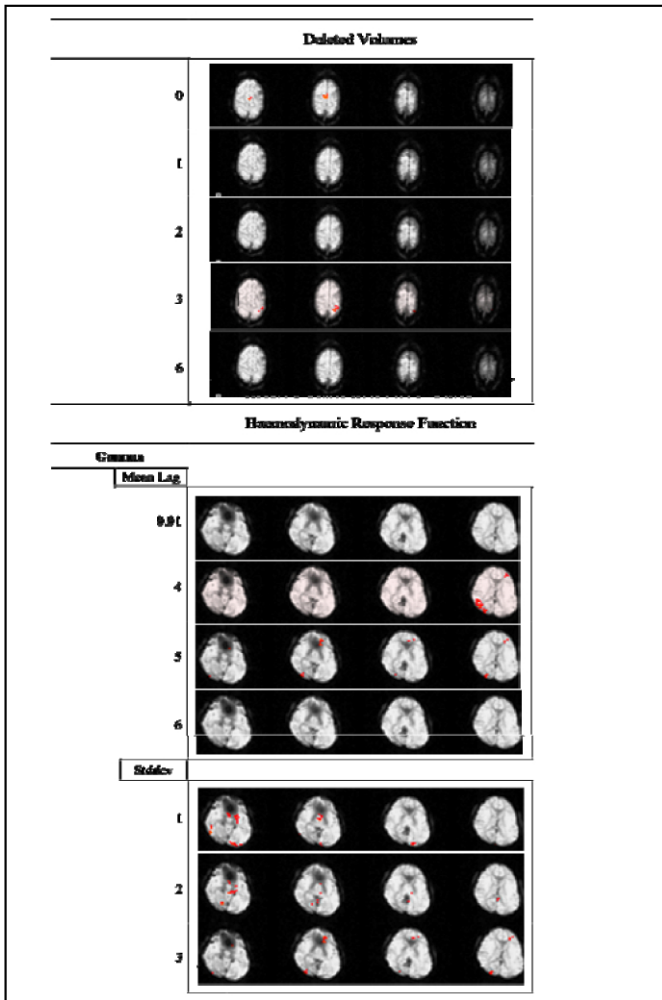 Deleted Volumes
0
1
2
3
6
Haemodynamic Response Function
Gamma
Mean Lag
0.01
4
5
6
Stddev
1
2
3